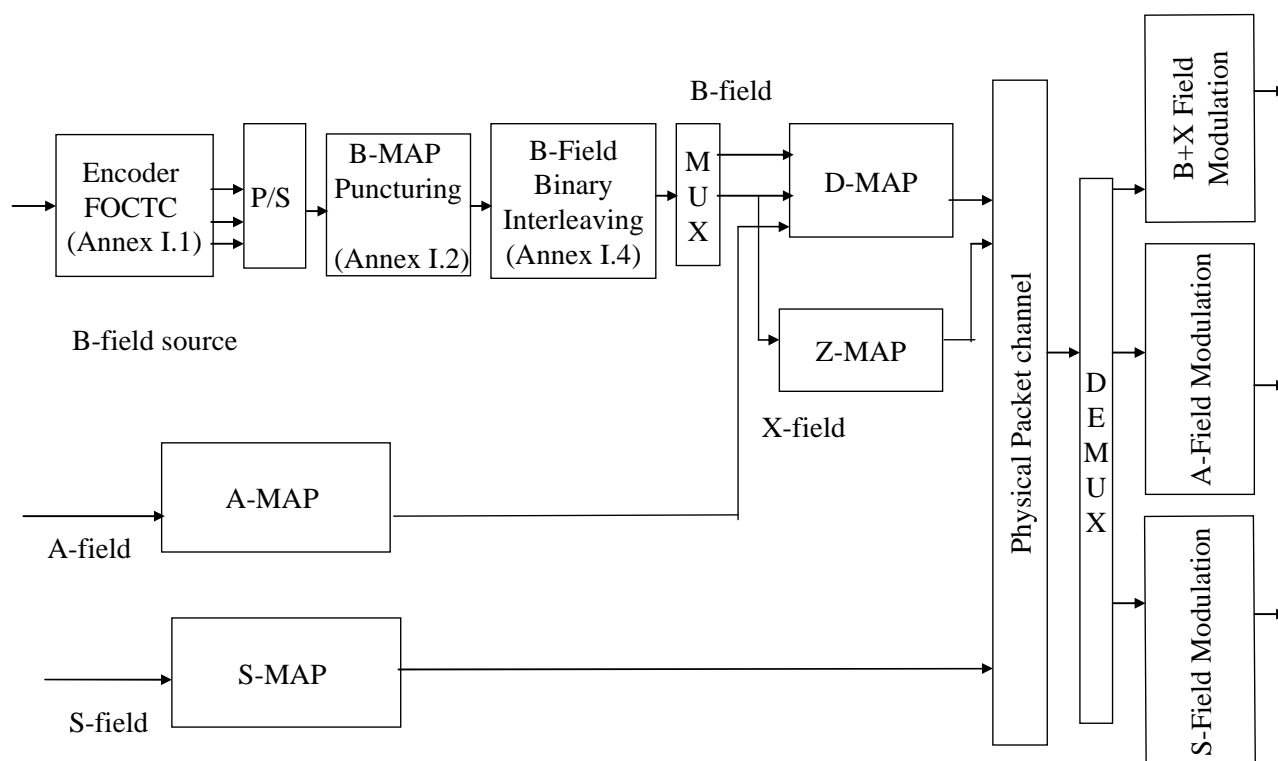 B-field
Encoder
FOCTC
(Annex I.1)
P/S
B-MAP
Puncturing
(Annex I.2)
B-Field
Binary
Interleaving
(Annex I.4)
M
U
X
D-MAP
Z-MAP
X-field
B-field source
A-MAP
A-field
S-MAP
S-field
Physical Packet channel
D
E
M
U
X
B+X Field
Modulation
A-Field Modulation
S-Field Modulation